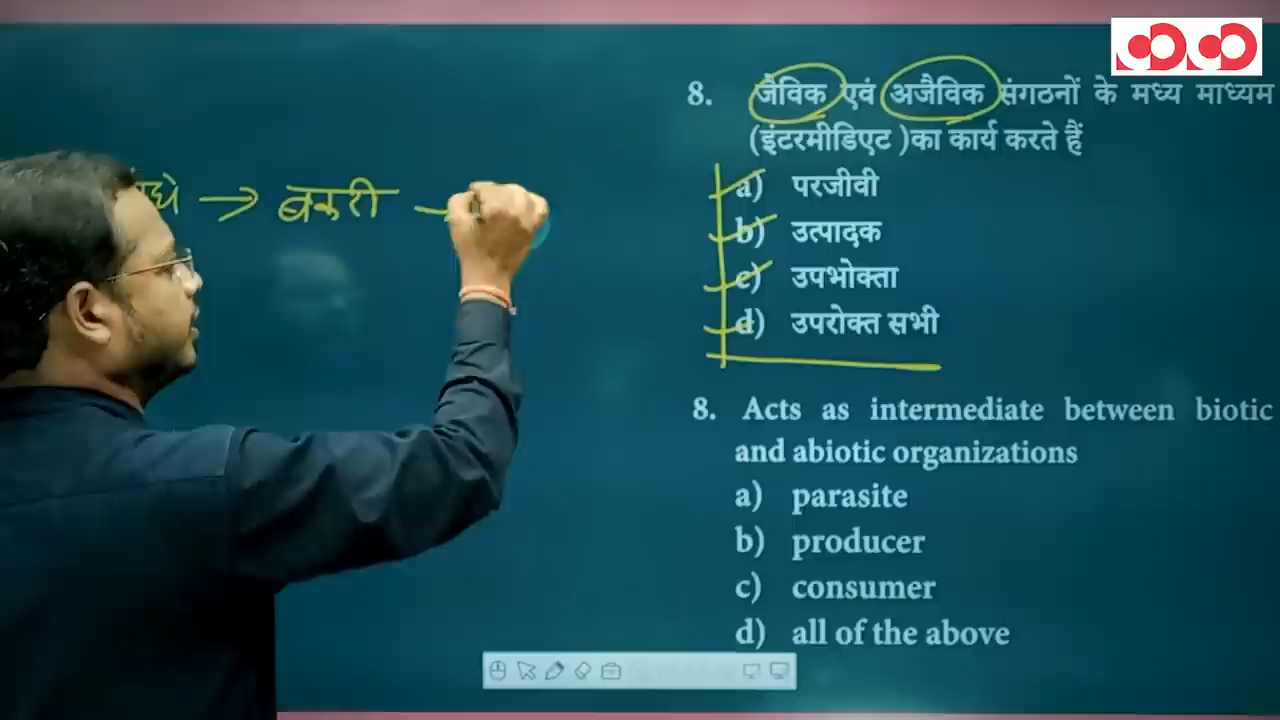 → बकरी →
8. जैविक एवं अजैविक संगठनों के मध्य माध्यम
(इंटरमीडिएट )का कार्य करते हैं
a) परजीवी
b) उत्पादक
c) उपभोक्ता
d) उपरोक्त सभी
8. Acts as intermediate between biotic
and abiotic organizations
a) parasite
b) producer
c) consumer
d) all of the above